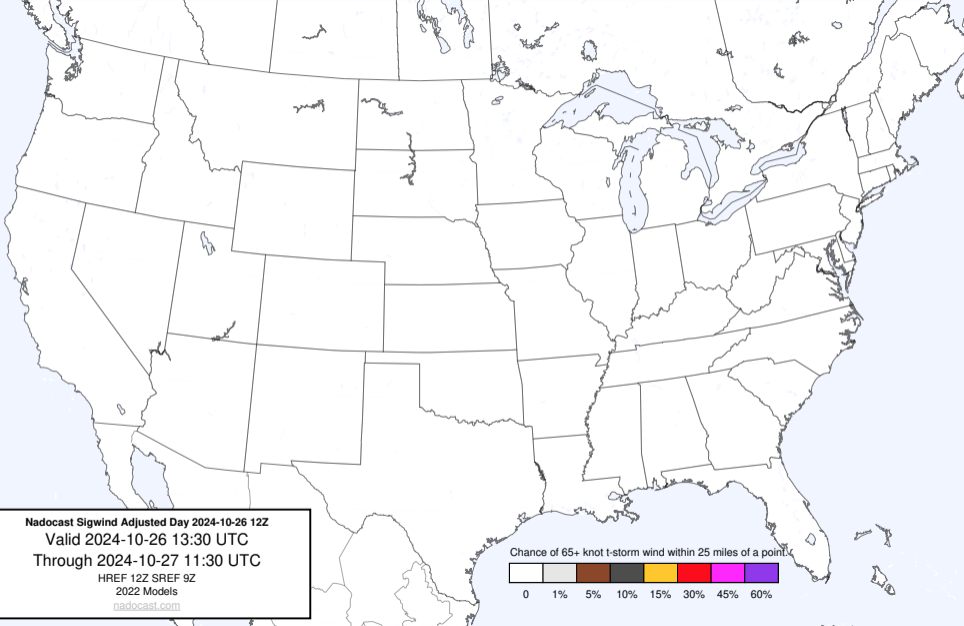 Nadocast Sigwind Adjusted Day 2024-10-26 12Z
Valid 2024-10-26 13:30 UTC
Through 2024-10-27 11:30 UTC
HREF 12Z SREF 9Z
2022 Models
nadocast.com
Chance of 65+ knot t-storm wind within 25 miles of a point.
0 1% 5% 10% 15% 30% 45% 60%